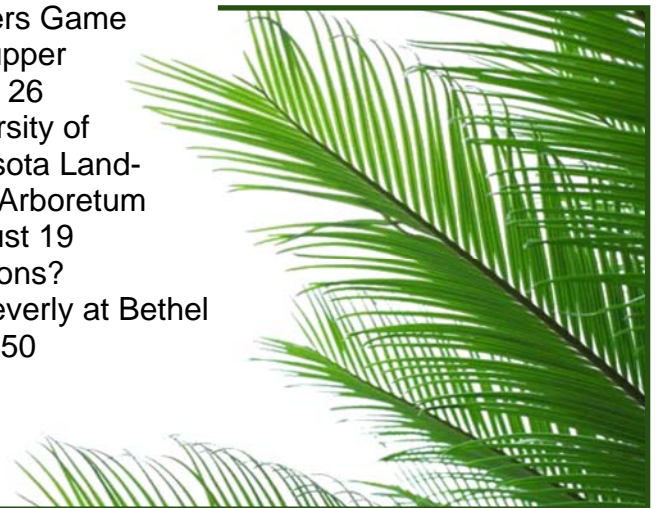 ers Game
upper
26
rsity of
sota Land-
Arboretum
ust 19
ons?
everly at Bethel
50